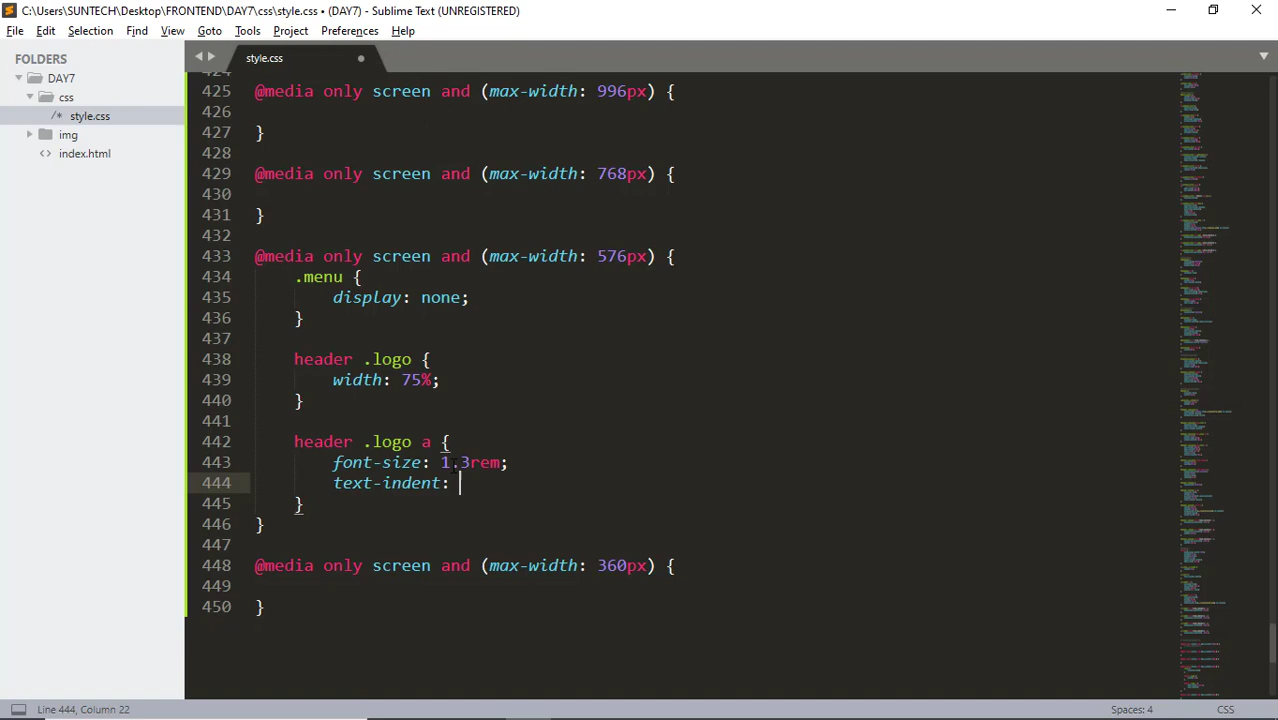 C:\Users\SUNTECH\Desktop\FRONTEND\DAY7\css\style.css • (DAY7) - Sublime Text (UNREGISTERED)
File Edit Selection Find View Goto Tools Project Preferences Help
FOLDERS
DAY7
css
/* style.css
img
<> index.html
style.css
424
425 @media only screen and (max-width: 996px) {
426
427 }
428
429 @media only screen and (max-width: 768px) {
430
431 }
432
433 @media only screen and (max-width: 576px) {
434 .menu {
435 display: none;
436 }
437
438 header .logo {
439 width: 75%;
440 }
441
442 header .logo a {
443 font-size: 1.3rem;
444 text-indent:
445 }
446 }
447
448 @media only screen and (max-width: 360px) {
449
450 }
Line 444, Column 22
Spaces: 4
CSS